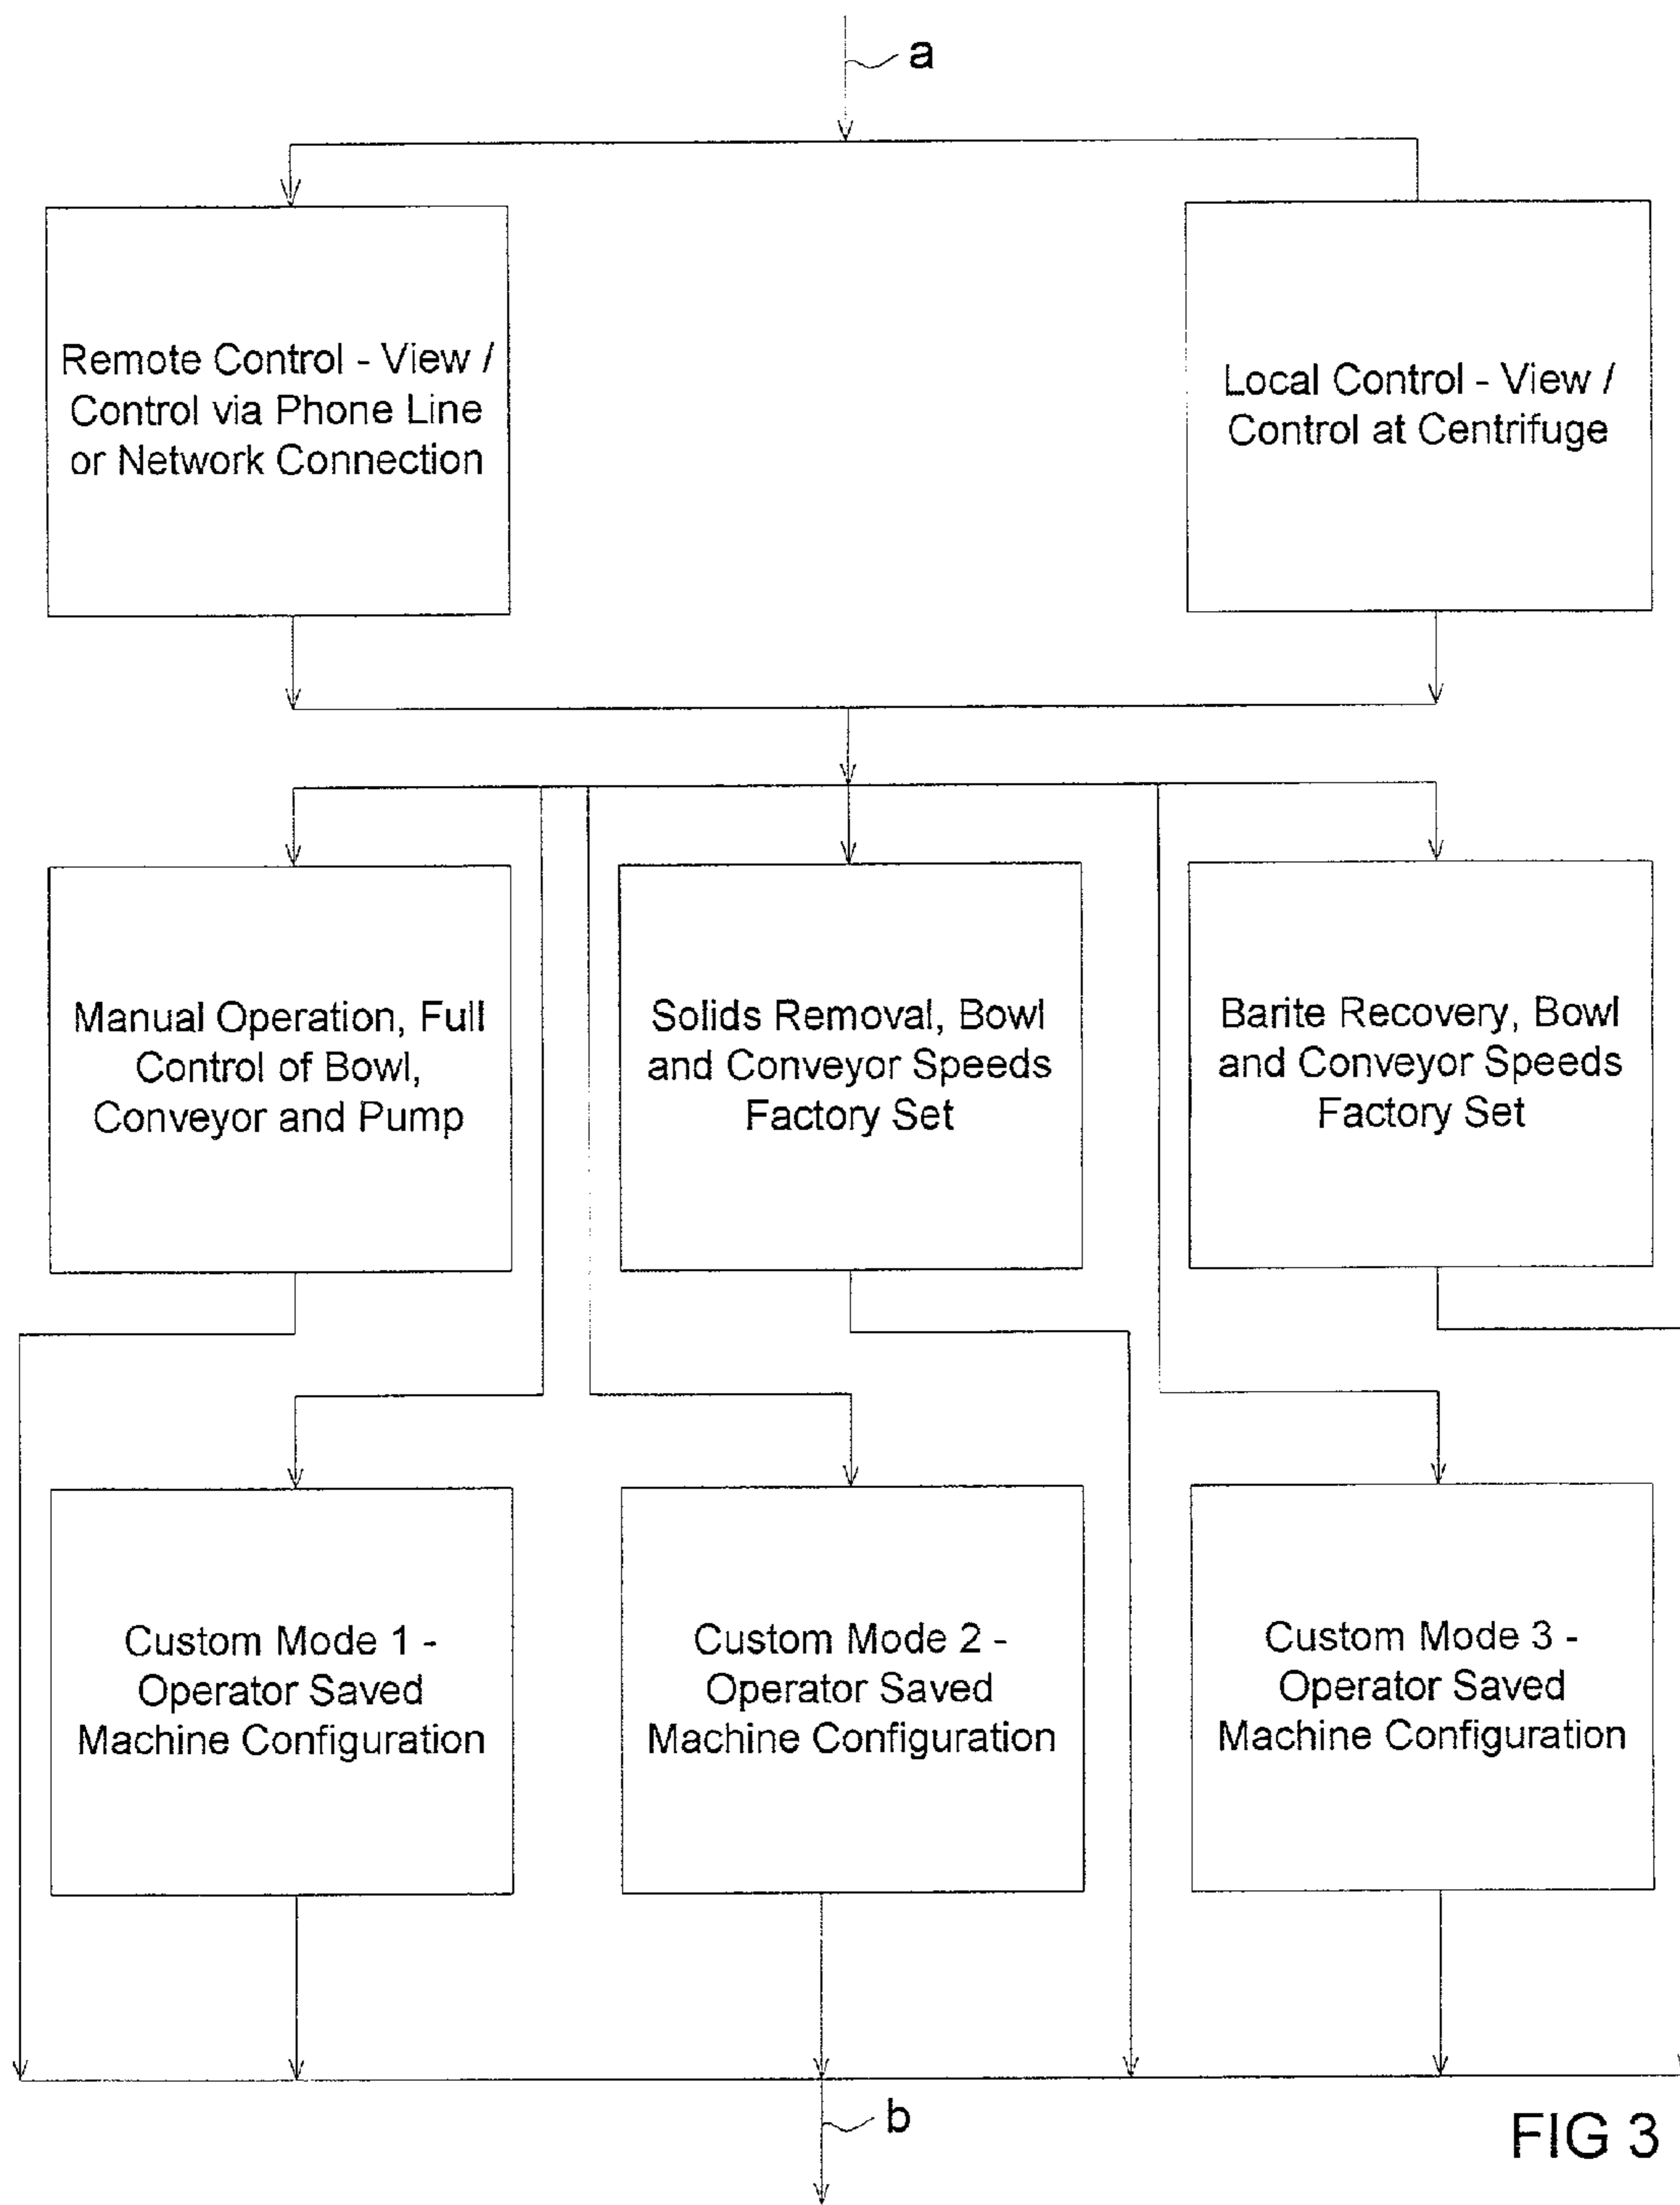 a
Remote Control - View /
Control via Phone Line
or Network Connection
Local Control - View /
Control at Centrifuge
Manual Operation, Full
Control of Bowl,
Conveyor and Pump
Solids Removal, Bowl
and Conveyor Speeds
Factory Set
Barite Recovery, Bowl
and Conveyor Speeds
Factory Set
Custom Mode 1 -
Operator Saved
Machine Configuration
Custom Mode 2 -
Operator Saved
Machine Configuration
Custom Mode 3 -
Operator Saved
Machine Configuration
b
FIG 3